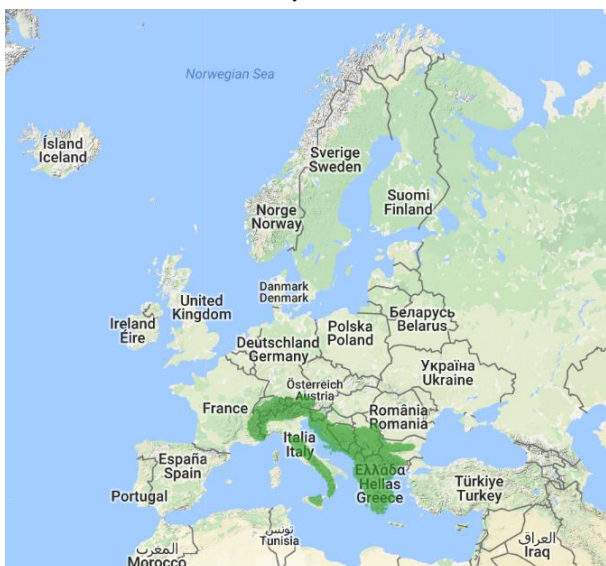 Norwegian Sea
Ísland
Iceland
Sverige
Sweden
Suomi
Finland
Norge
Norway
Danmark
Denmark
United
Kingdom
Ireland
Éire
Беларусь
Belarus
Polska
Poland
Deutschland
Germany
Україна
Ukraine
Österreich
Austria
France
România
Romania
Italia
Italy
España
Spain
Portugal
Ελλάδα
Hellas
Greece
Türkiye
Turkey
تونس
Tunisia
العراق
Iraq
المغرب
Morocco